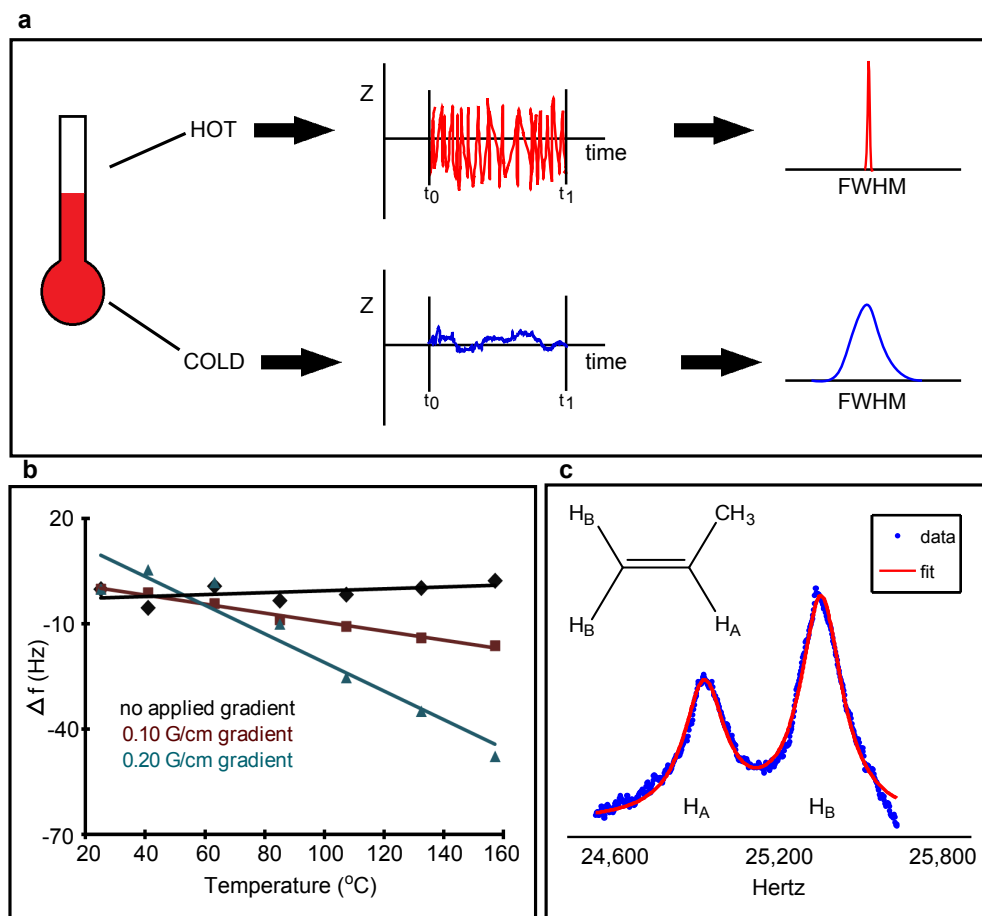 a
HOT
Z
time
t0
t1
FWHM
COLD
Z
time
t0
t1
FWHM
b
20
-10
-40
-70
Δf (Hz)
no applied gradient
0.10 G/cm gradient
0.20 G/cm gradient
20 40 60 80 100 120 140 160
Temperature (oC)
c
HB
CH3
HB
HA
data
fit
HA
HB
24,600 25,200 25,800
Hertz